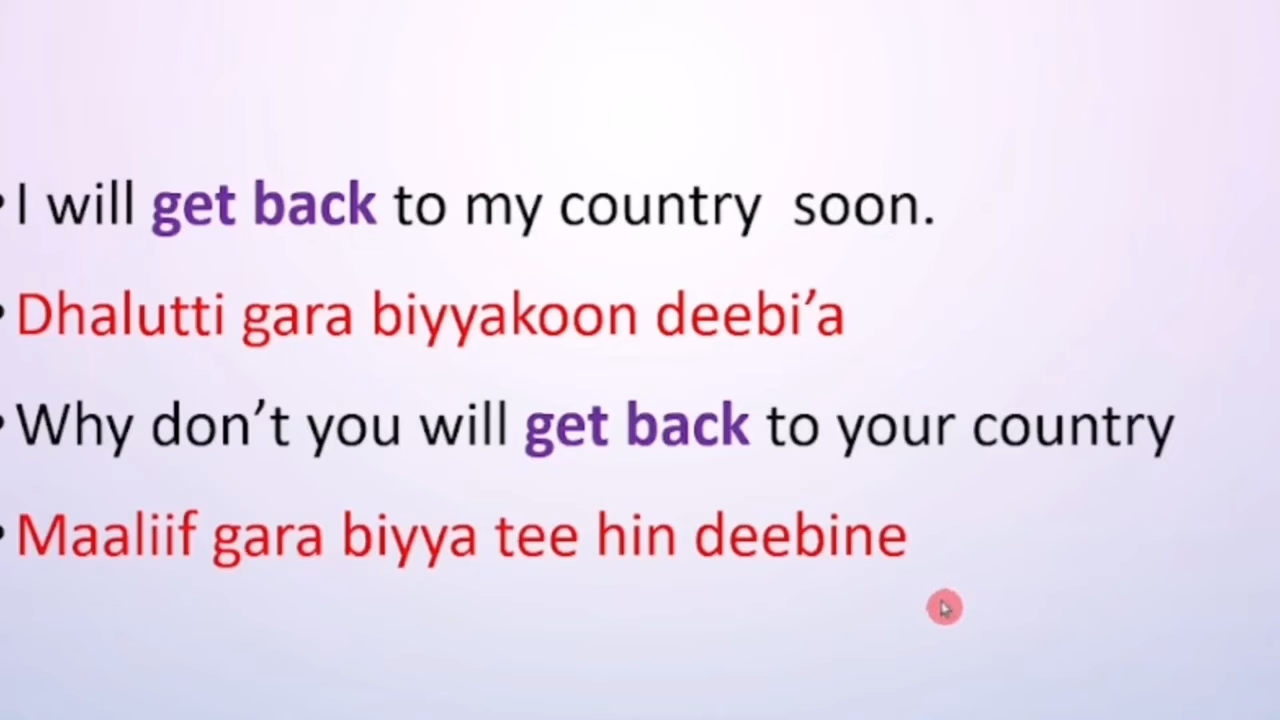 • I will get back to my country  soon.
• Dhalutti gara biyyakoon deebi’a
• Why don’t you will get back to your country
• Maaliif gara biyya tee hin deebine